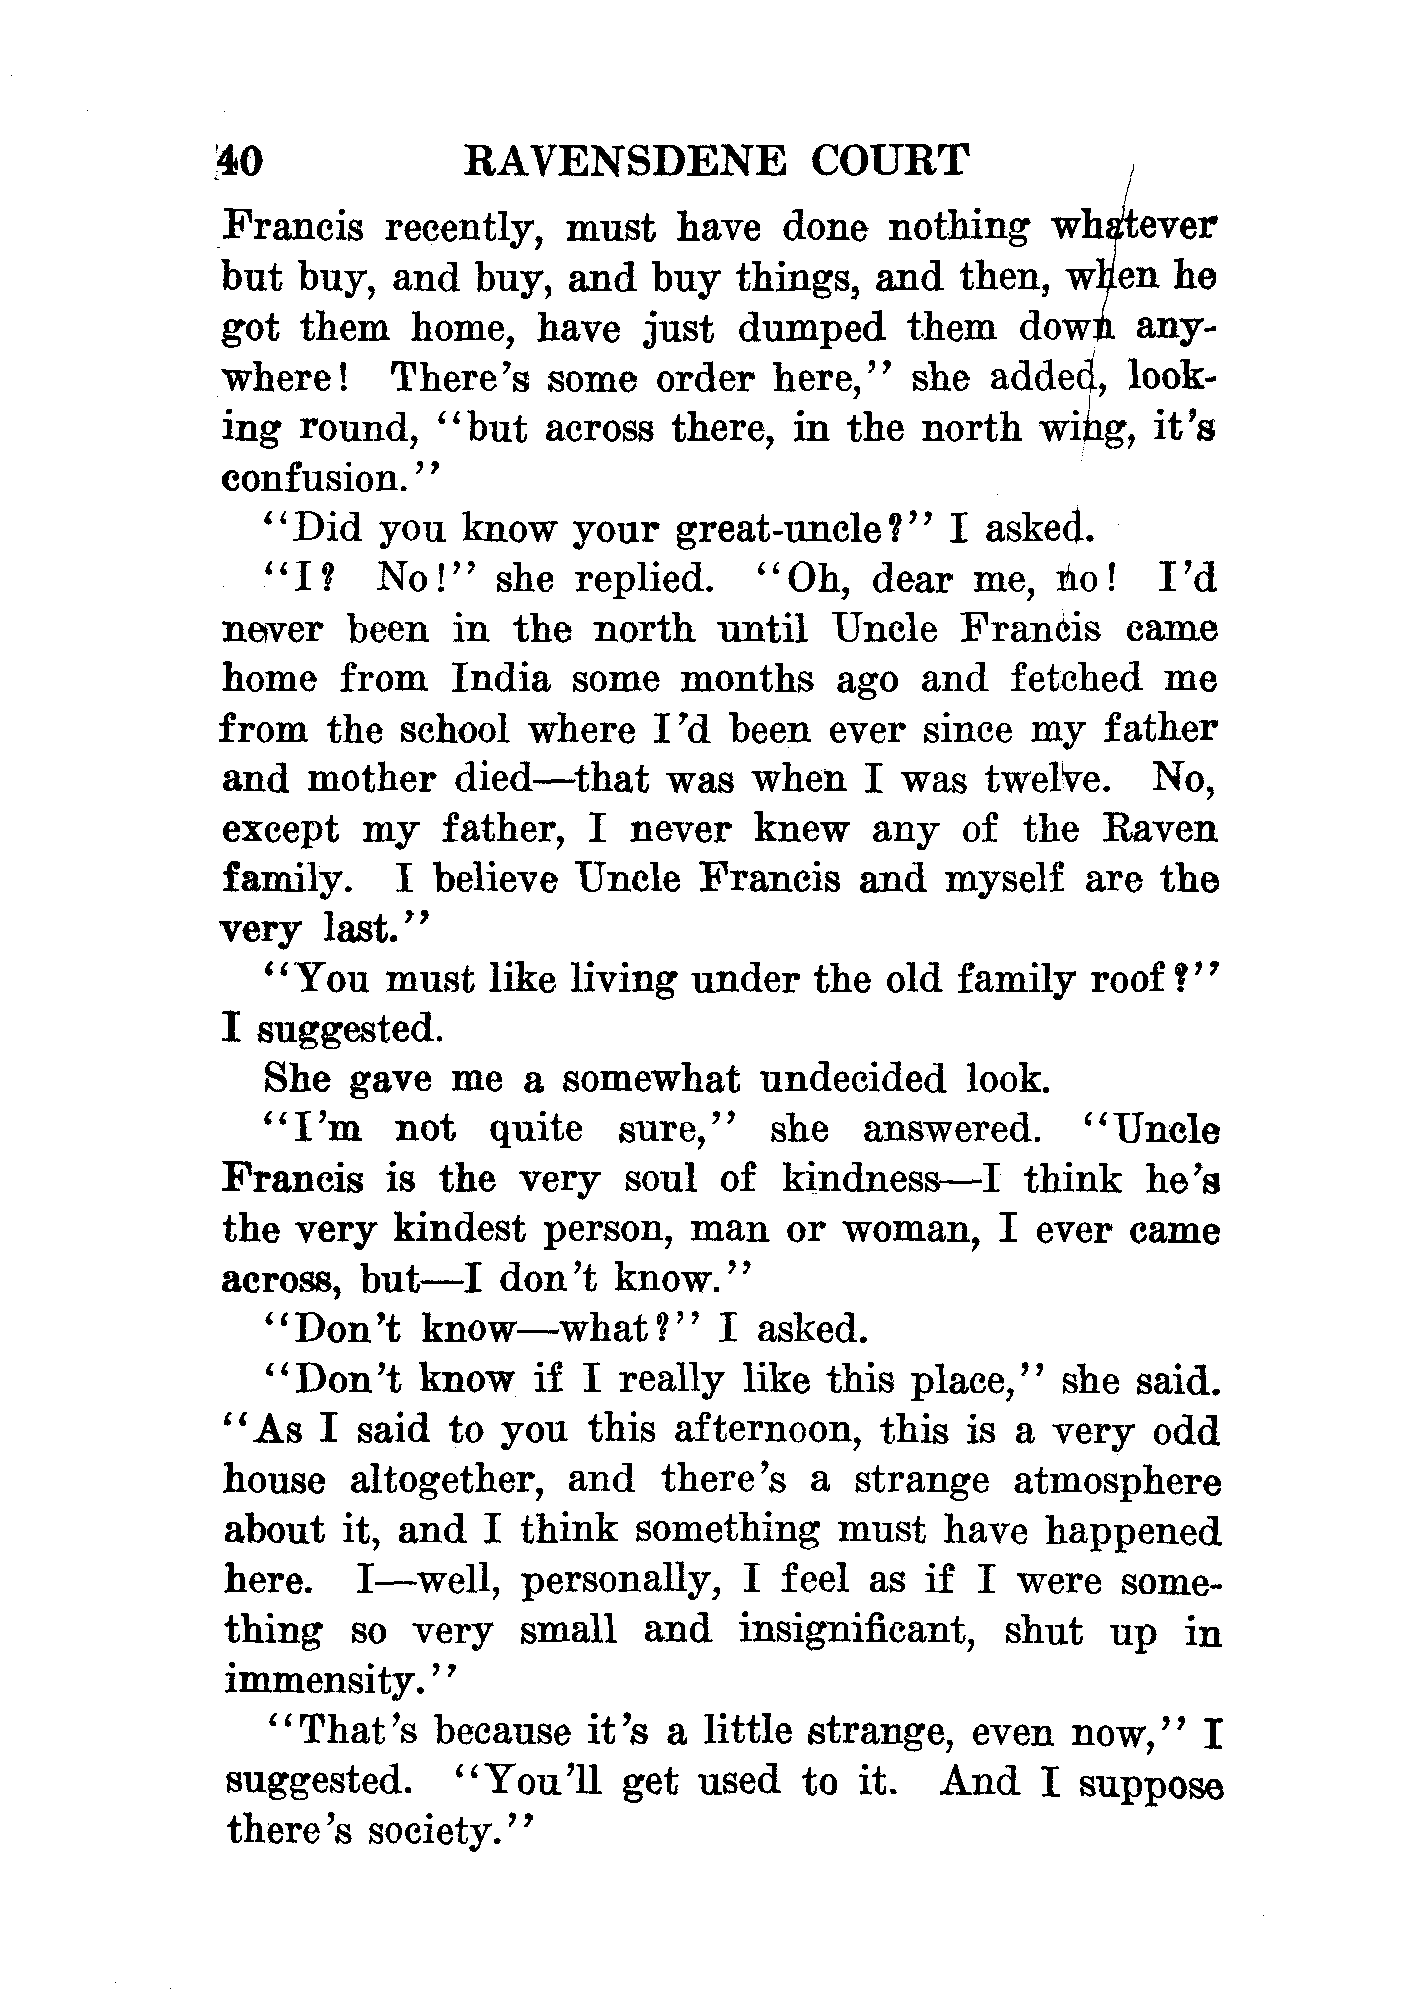 40 RAVENSDENE COURT
Francis recently, must have done nothing whatever
but buy, and buy, and buy things, and then, when he
got them home, have just dumped them down any-
where! There's some order here," she added, look-
ing round, "but across there, in the north wing, it's
confusion."
"Did you know your great-uncle?" I asked.
"I? No!" she replied. "Oh, dear me, no! I'd
never been in the north until Uncle Francis came
home from India some months ago and fetched me
from the school where I'd been ever since my father
and mother died—that was when I was twelve. No,
except my father, I never knew any of the Raven
family. I believe Uncle Francis and myself are the
very last."
"You must like living under the old family roof?"
I suggested.
She gave me a somewhat undecided look.
"I'm not quite sure," she answered. "Uncle
Francis is the very soul of kindness—I think he's
the very kindest person, man or woman, I ever came
across, but—I don't know."
"Don't know—what?" I asked.
"Don't know if I really like this place," she said.
"As I said to you this afternoon, this is a very odd
house altogether, and there's a strange atmosphere
about it, and I think something must have happened
here. I—well, personally, I feel as if I were some-
thing so very small and insignificant, shut up in
immensity."
"That's because it's a little strange, even now," I
suggested. "You'll get used to it. And I suppose
there's society."